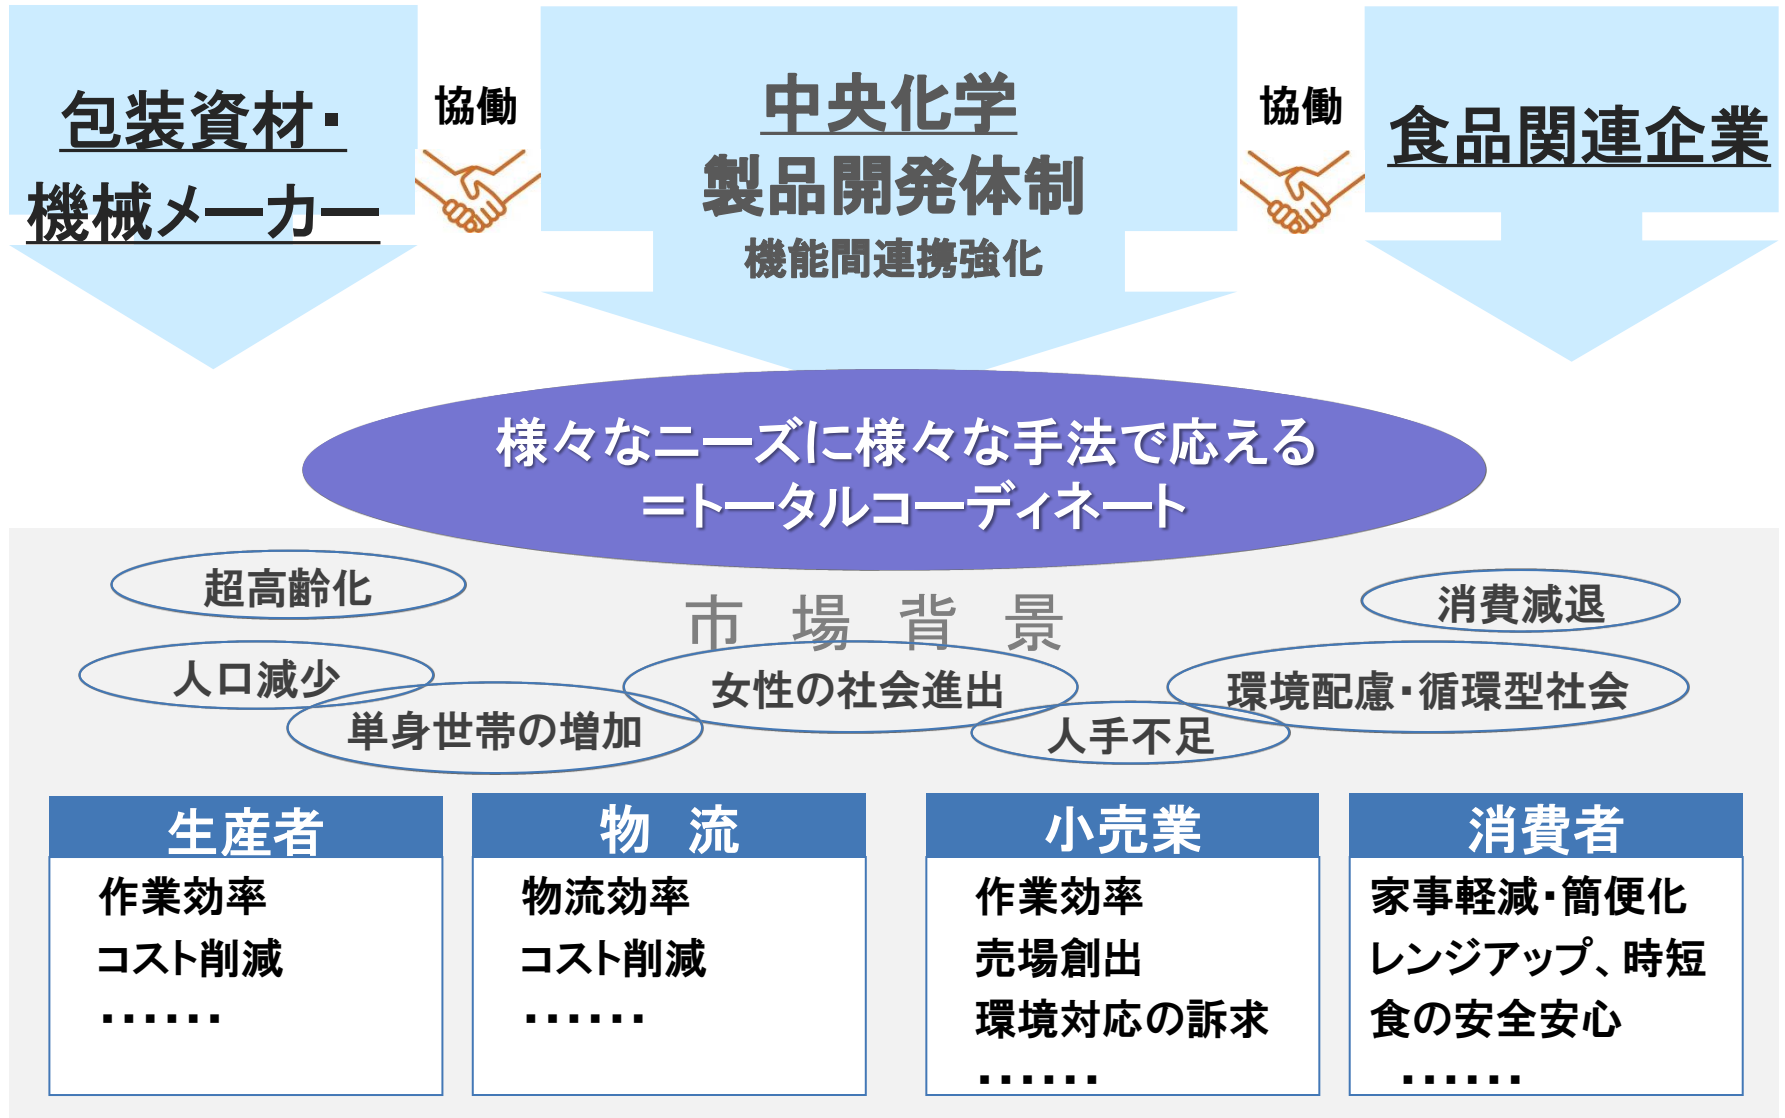 包装資材・
機械メーカー
協働
中央化学
製品開発体制
機能間連携強化
協働
食品関連企業
様々なニーズに様々な手法で応える
＝トータルコーディネート
市　場　背　景
超高齢化
消費減退
人口減少
女性の社会進出
環境配慮・循環型社会
単身世帯の増加
人手不足
生産者
作業効率
コスト削減
・・・・・・
物　流
物流効率
コスト削減
・・・・・・
小売業
作業効率
売場創出
環境対応の訴求
・・・・・・
消費者
家事軽減・簡便化
レンジアップ、時短
食の安全安心
・・・・・・